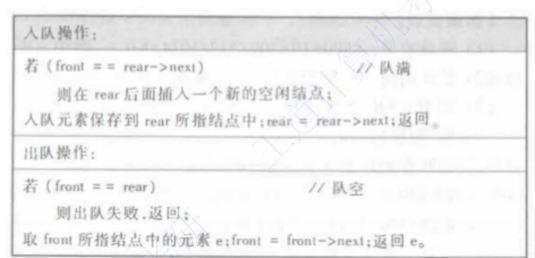 入队操作:
若 (front == rear->next) // 队满
则在 rear 后面插入一个新的空闲结点;
入队元素保存到 rear 所指结点中;rear = rear->next;返回。
出队操作:
若 (front == rear) // 队空
则出队失败、返回;
取 front 所指结点中的元素 e;front = front->next;返回 e。